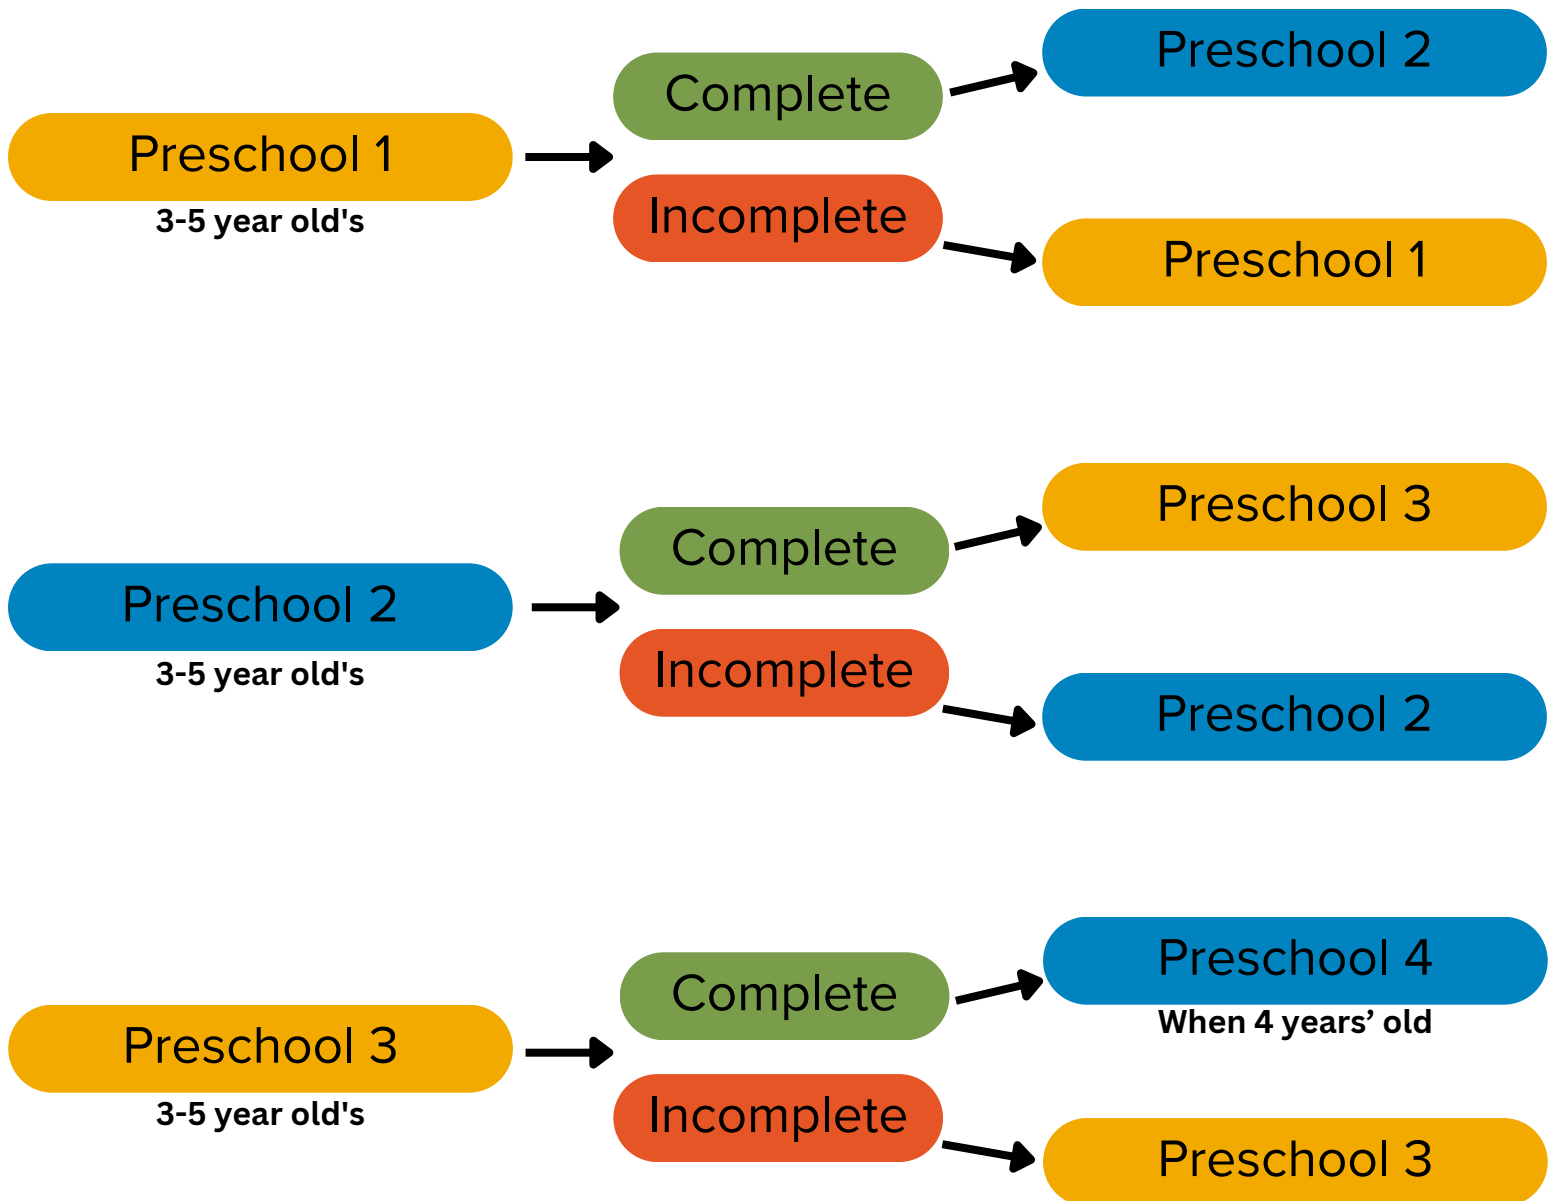 Preschool 2
Complete
Preschool 1
3-5 year old's
Incomplete
Preschool 1
Preschool 3
Complete
Preschool 2
3-5 year old's
Incomplete
Preschool 2
Preschool 4
When 4 years’ old
Complete
Preschool 3
3-5 year old's
Incomplete
Preschool 3